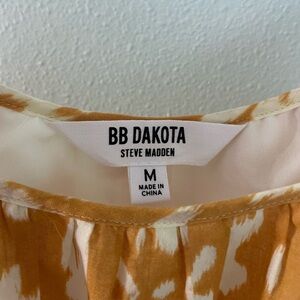 BB DAKOTA
STEVE MADDEN
M
MADE IN
CHINA